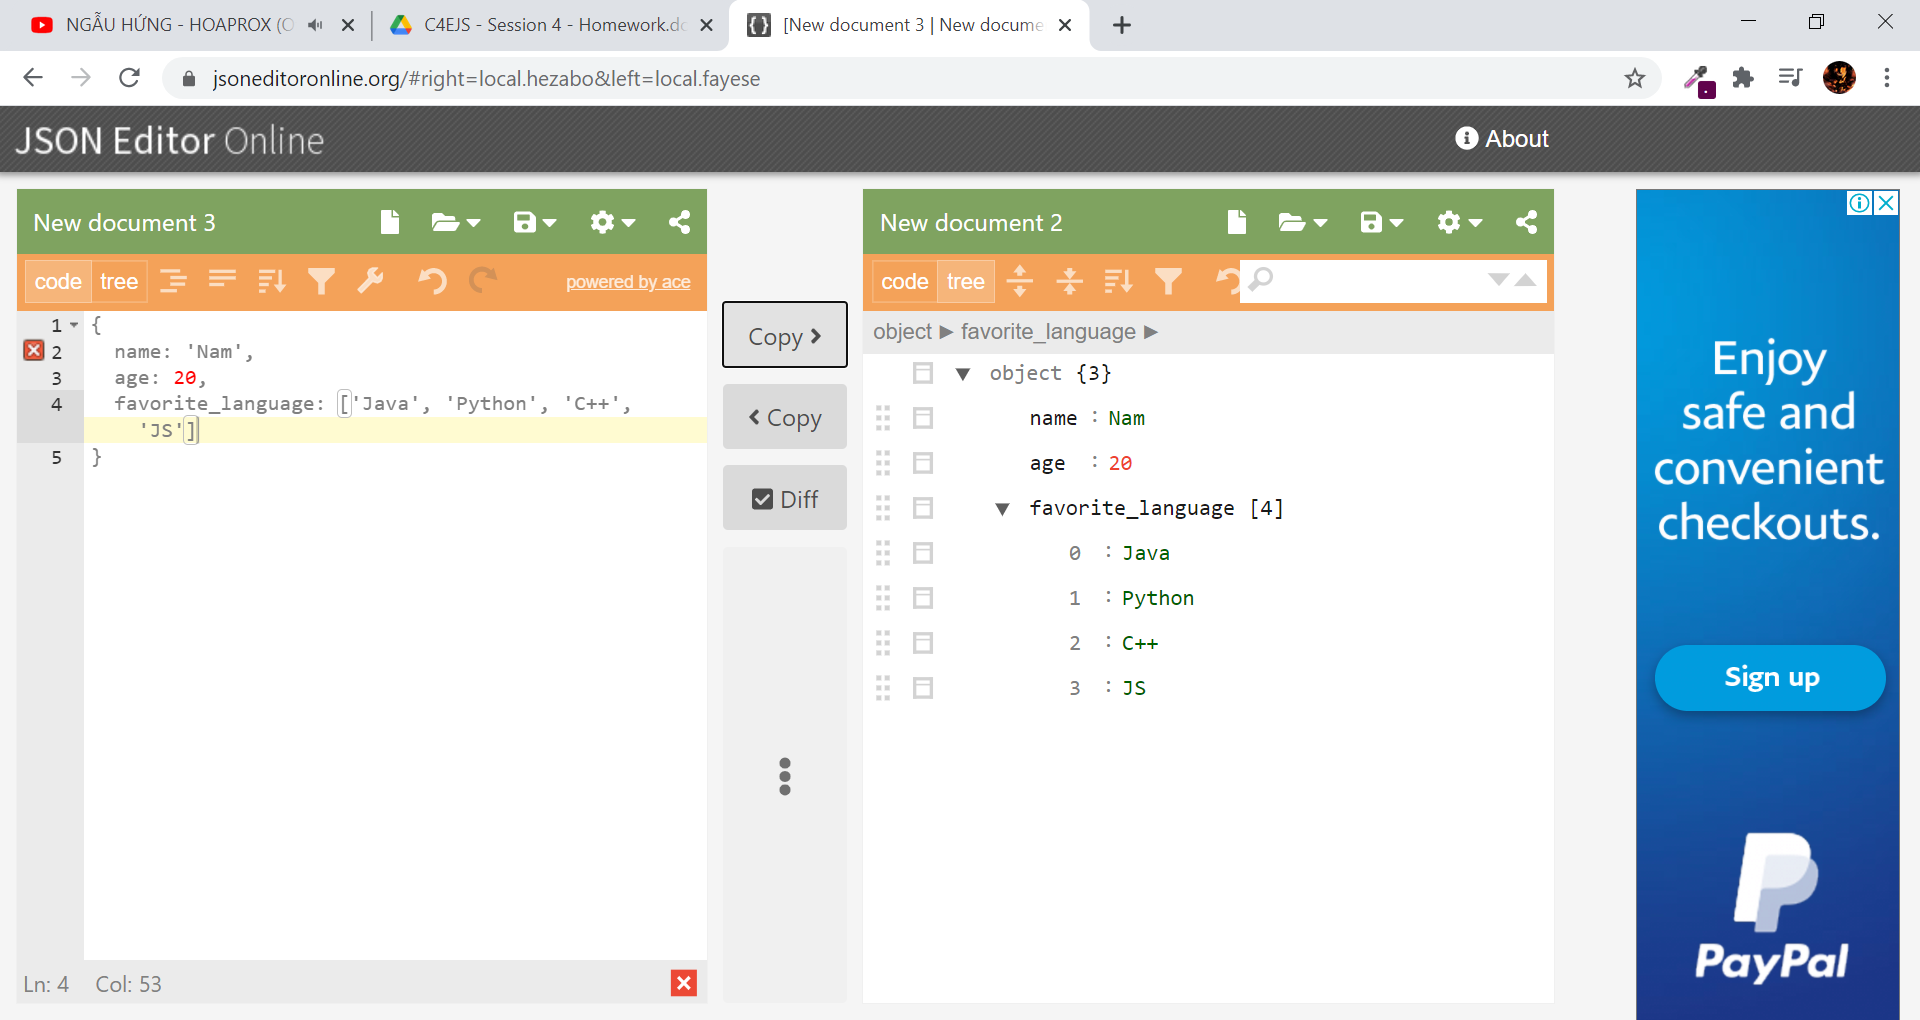 NGẪU HỨNG - HOAPROX (O
C4EJS - Session 4 - Homework.do
[New document 3 | New docume
jsoneditoronline.org/#right=local.hezabo&left=local.fayese
JSON Editor Online
About
New document 3
code tree
powered by ace
1 {
2 name: 'Nam',
3 age: 20,
4 favorite_language: ['Java', 'Python', 'C++',
'JS']
5 }
Ln: 4 Col: 53
Copy
Copy
Diff
New document 2
code tree
object ► favorite_language ►
object {3}
name : Nam
age : 20
favorite_language [4]
0 : Java
1 : Python
2 : C++
3 : JS
Enjoy
safe and
convenient
checkouts.
Sign up
PayPal